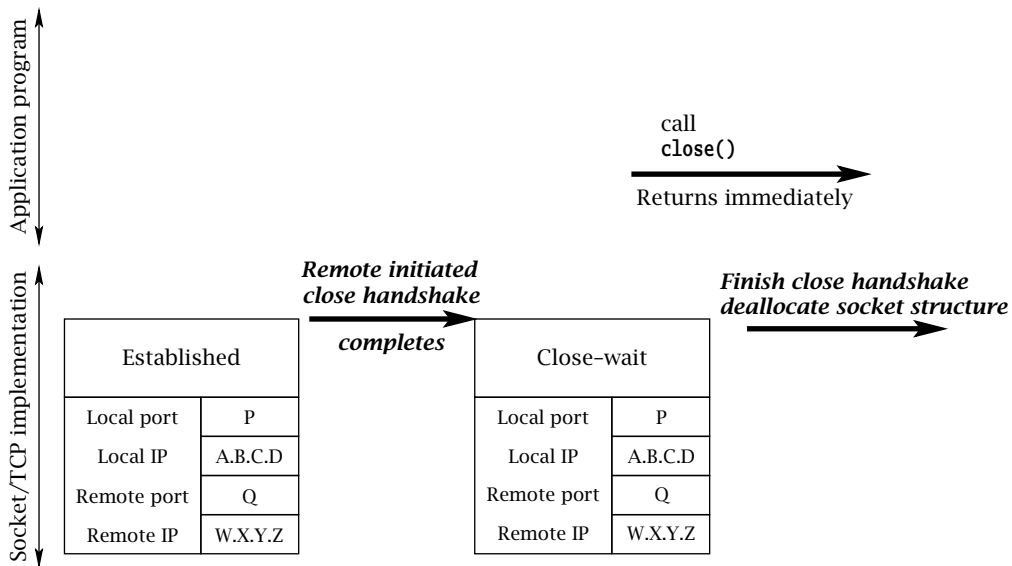 Application program
call
close()
Returns immediately
Socket/TCP implementation
Remote initiated
close handshake
completes
Finish close handshake
deallocate socket structure
Established
Local port P
Local IP A.B.C.D
Remote port Q
Remote IP W.X.Y.Z
Close-wait
Local port P
Local IP A.B.C.D
Remote port Q
Remote IP W.X.Y.Z